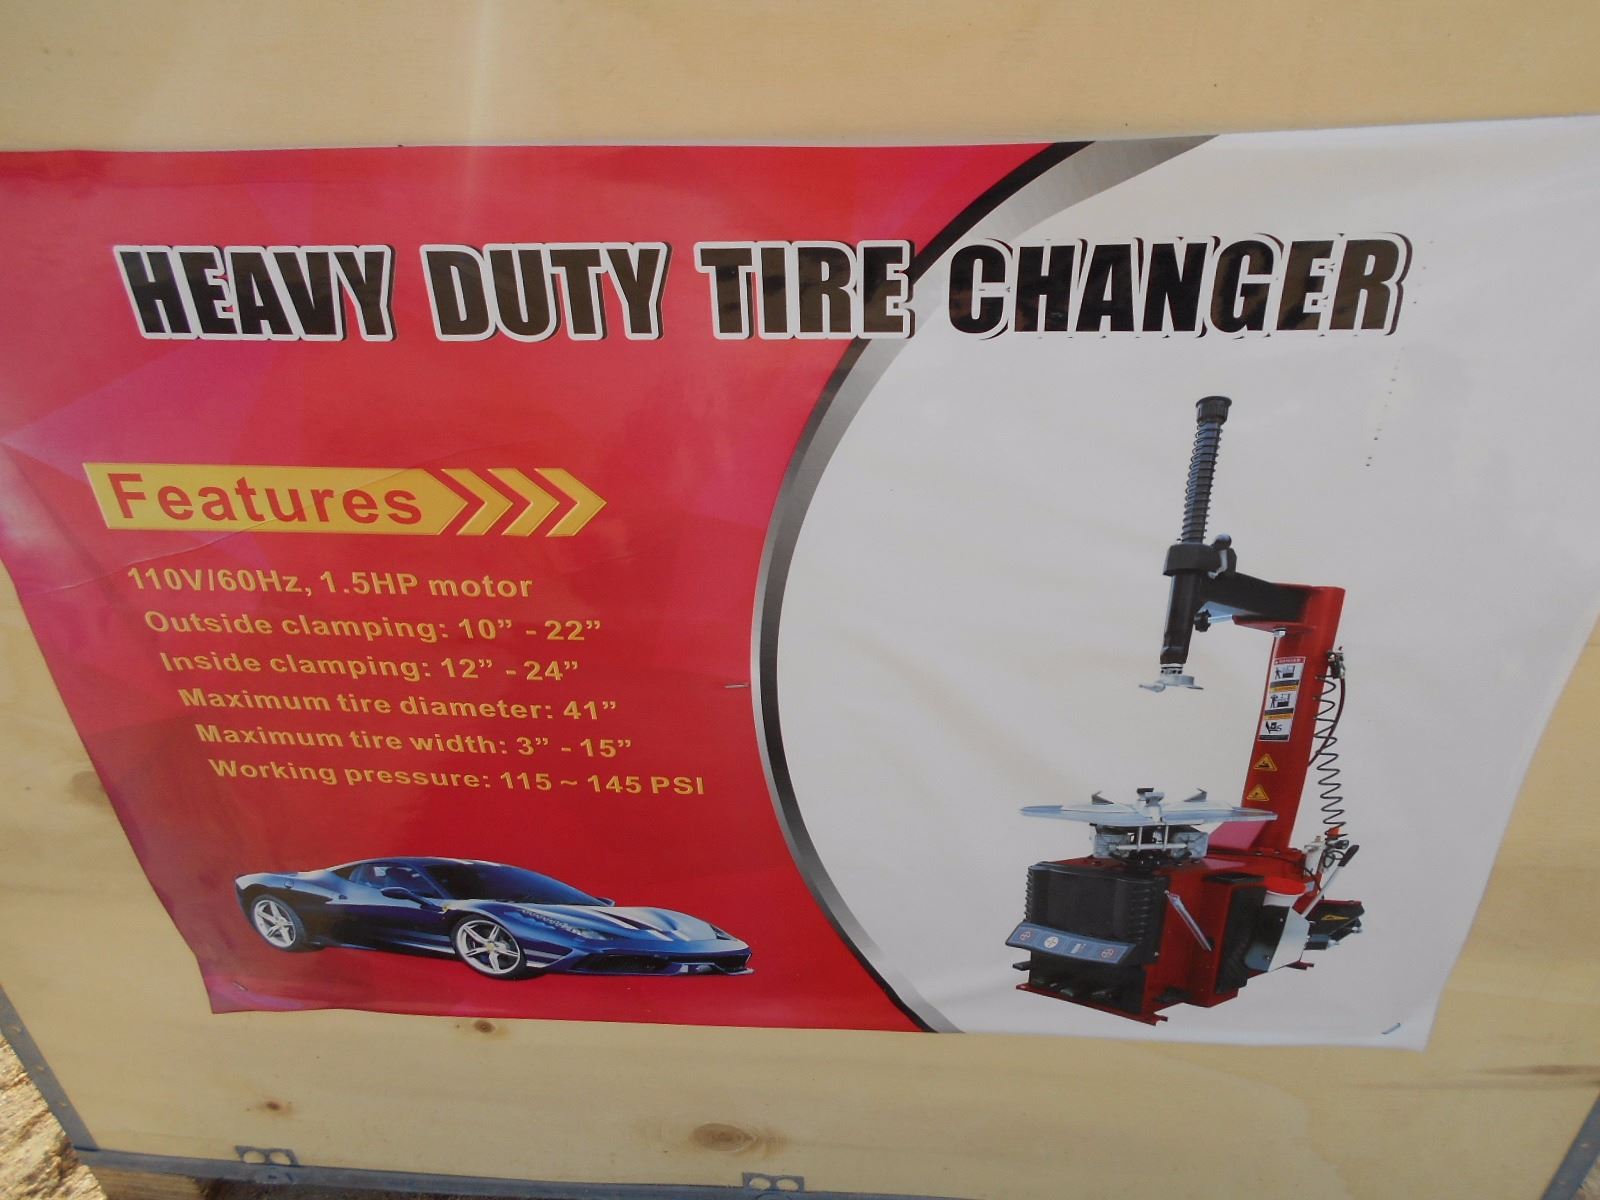 HEAVY DUTY TIRE CHANGER
Features
110V/60Hz, 1.5HP motor
Outside clamping: 10” - 22”
Inside clamping: 12” - 24”
Maximum tire diameter: 41”
Maximum tire width: 3” - 15”
Working pressure: 115 ~ 145 PSI
DANGER